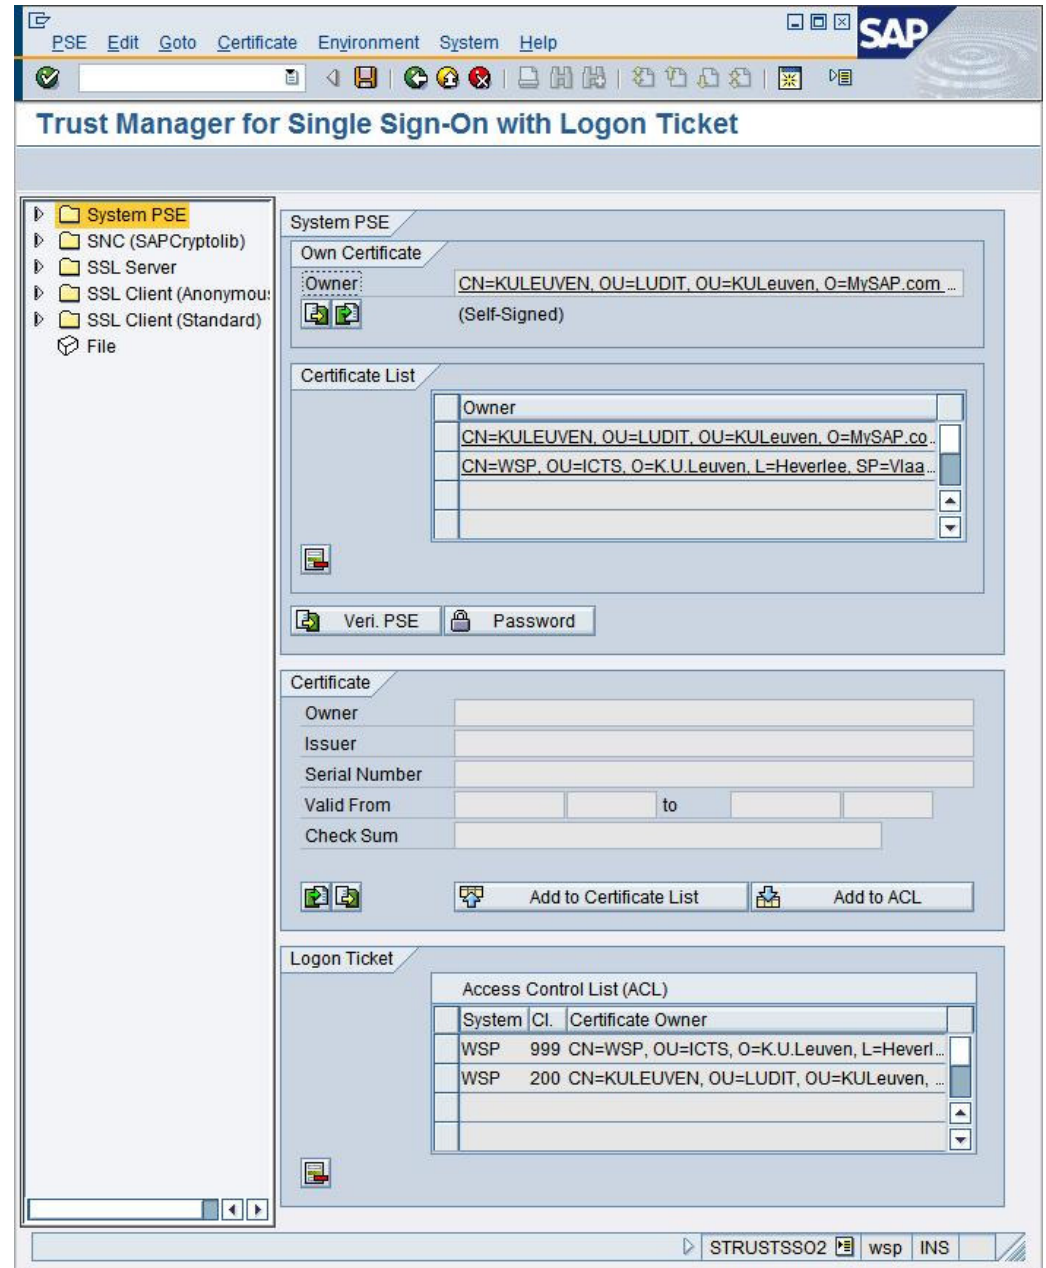 PSE Edit Goto Certificate Environment System Help
SAP
Trust Manager for Single Sign-On with Logon Ticket
System PSE
SNC (SAPCryptolib)
SSL Server
SSL Client (Anonymou
SSL Client (Standard)
File
System PSE
Own Certificate
Owner CN=KULEUVEN, OU=LUDIT, OU=KULeuven, O=MySAP.com ...
(Self-Signed)
Certificate List
Owner
CN=KULEUVEN, OU=LUDIT, OU=KULeuven, O=MySAP.co...
CN=WSP, OU=ICTS, O=K.U.Leuven, L=Heverlee, SP=Vlaa...
Veri. PSE Password
Certificate
Owner
Issuer
Serial Number
Valid From to
Check Sum
Add to Certificate List Add to ACL
Logon Ticket
Access Control List (ACL)
System Cl. Certificate Owner
WSP 999 CN=WSP, OU=ICTS, O=K.U.Leuven, L=Heverl...
WSP 200 CN=KULEUVEN, OU=LUDIT, OU=KULeuven, ...
STRUSTSSO2 wsp INS